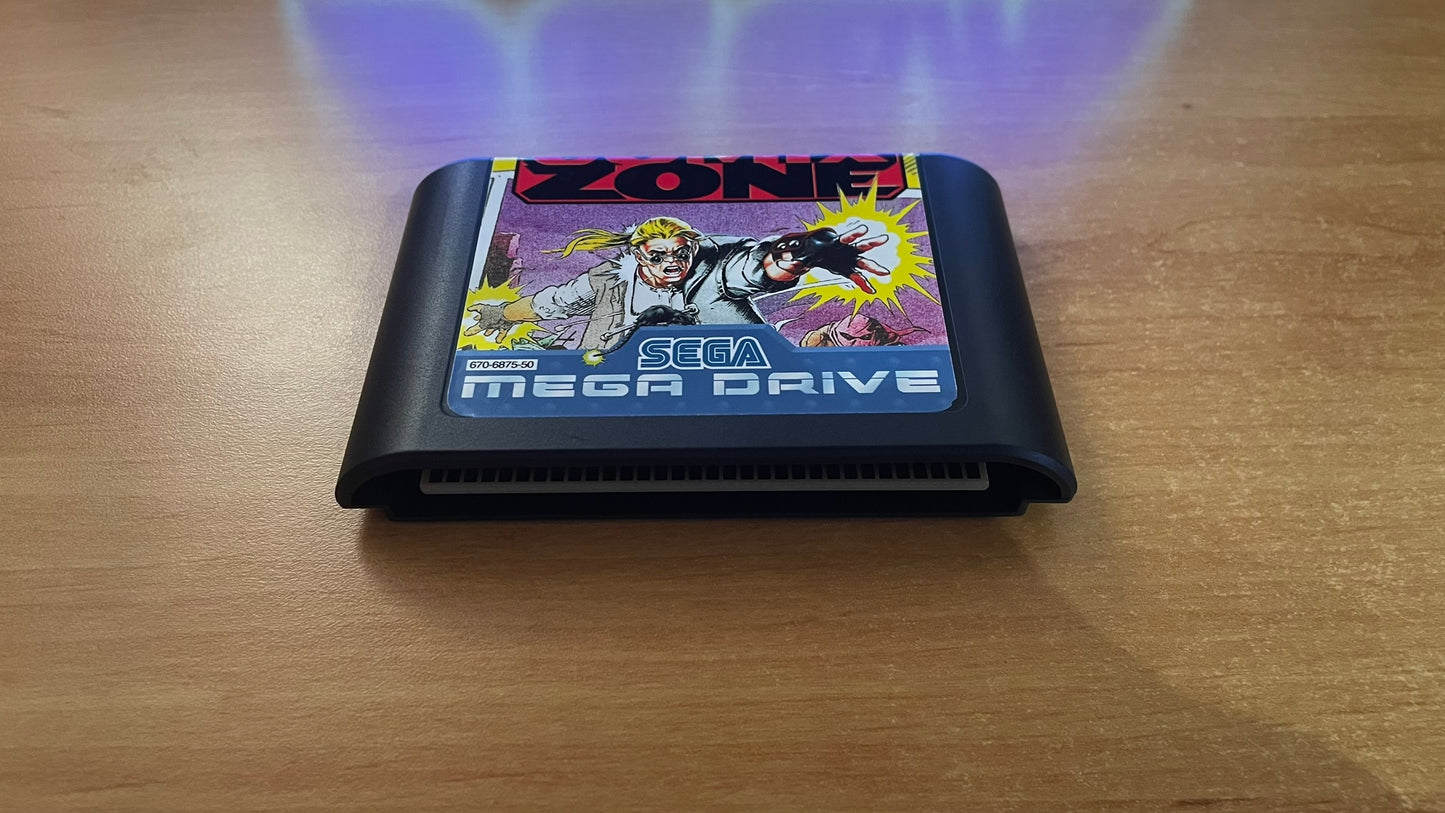 ZONE
SEGA
670-6875-50
MEGA DRIVE